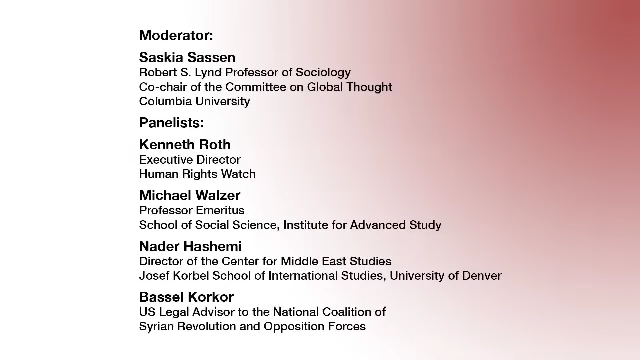 Moderator:
Saskia Sassen
Robert S. Lynd Professor of Sociology
Co-chair of the Committee on Global Thought
Columbia University
Panelists:
Kenneth Roth
Executive Director
Human Rights Watch
Michael Walzer
Professor Emeritus
School of Social Science, Institute for Advanced Study
Nader Hashemi
Director of the Center for Middle East Studies
Josef Korbel School of International Studies, University of Denver
Bassel Korkor
US Legal Advisor to the National Coalition of
Syrian Revolution and Opposition Forces